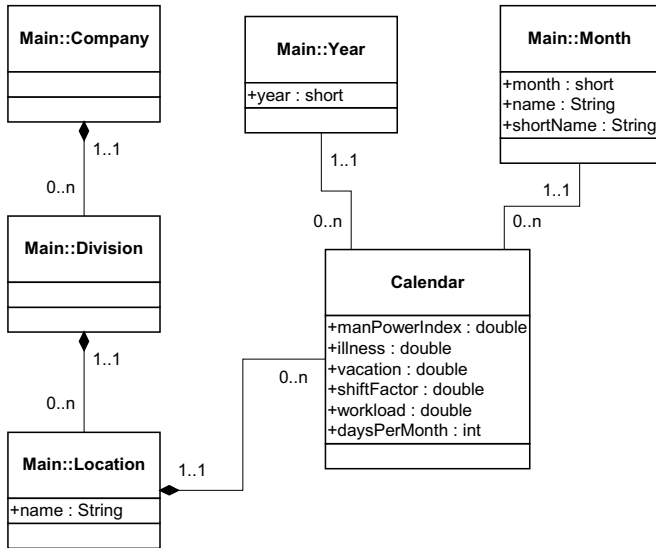 Main::Company
1..1
0..n
Main::Division
1..1
0..n
Main::Location
+name : String
1..1
0..n
Main::Year
+year : short
1..1
0..n
Main::Month
+month : short
+name : String
+shortName : String
1..1
0..n
Calendar
+manPowerIndex : double
+illness : double
+vacation : double
+shiftFactor : double
+workload : double
+daysPerMonth : int